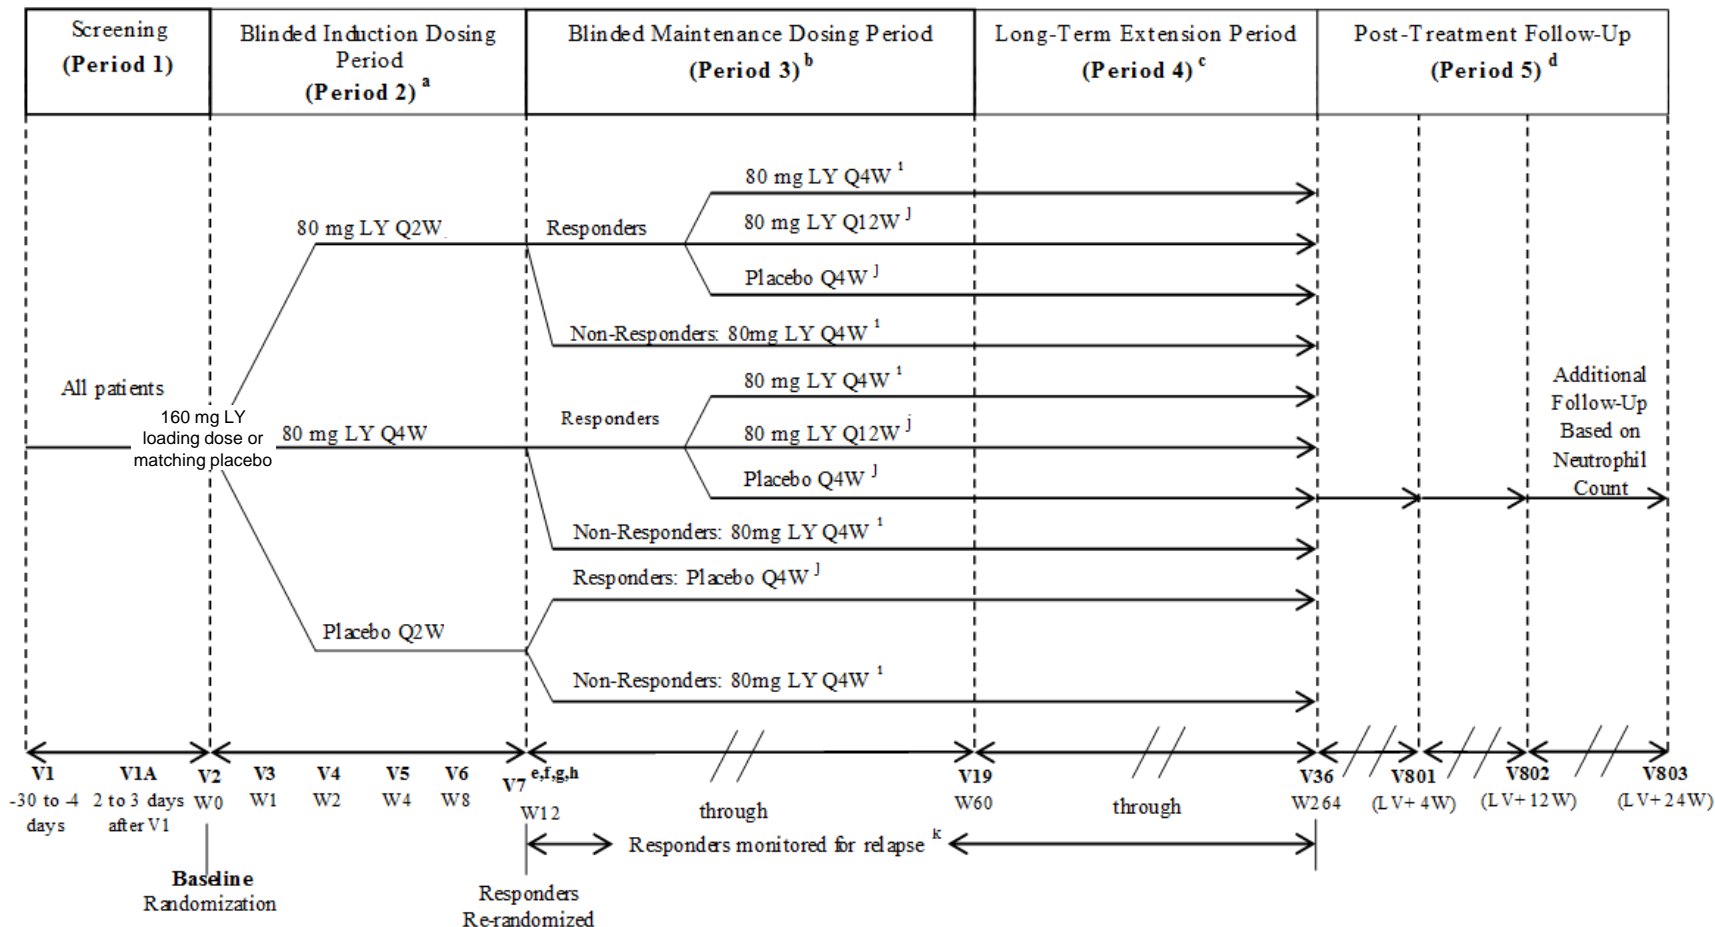 Screening
(Period 1)
Blinded Induction Dosing
Period
(Period 2) a
Blinded Maintenance Dosing Period
(Period 3) b
Long-Term Extension Period
(Period 4) c
Post-Treatment Follow-Up
(Period 5) d
80 mg LY Q4W 1
80 mg LY Q2W
Responders
80 mg LY Q12W J
Placebo Q4W J
Non-Responders: 80mg LY Q4W 1
All patients
160 mg LY
loading dose or
matching placebo
80 mg LY Q4W
80 mg LY Q4W 1
Responders
80 mg LY Q12W j
Placebo Q4W J
Non-Responders: 80mg LY Q4W 1
Additional
Follow-Up
Based on
Neutrophil
Count
Placebo Q2W
Responders: Placebo Q4W J
Non-Responders: 80mg LY Q4W 1
V1 V1A V2 V3 V4 V5 V6 V7 e,f,g,h V19 V36 V801 V802 V803
-30 to -4 days
2 to 3 days after V1
W0 W1 W2 W4 W8 W12 through W60 through W264 (LV+4W) (LV+12W) (LV+24W)
Responders monitored for relapse k
Baseline
Randomization
Responders
Re-randomized